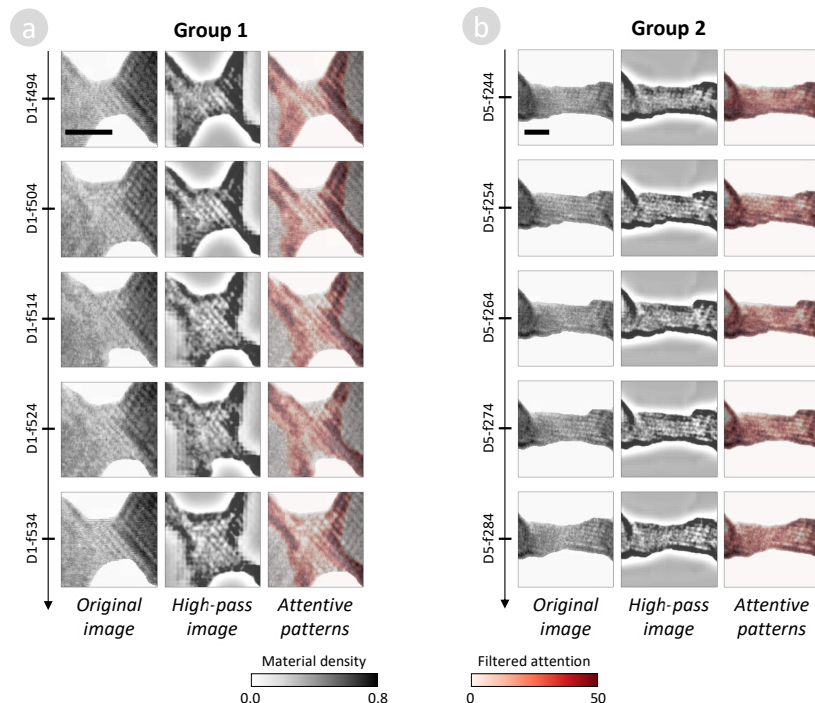 a
Group 1
D1-f494
D1-f504
D1-f514
D1-f524
D1-f534
Original
image
High-pass
image
Attentive
patterns
b
Group 2
D5-f244
D5-f254
D5-f264
D5-f274
D5-f284
Original
image
High-pass
image
Attentive
patterns
Material density
0.0
0.8
Filtered attention
0
50